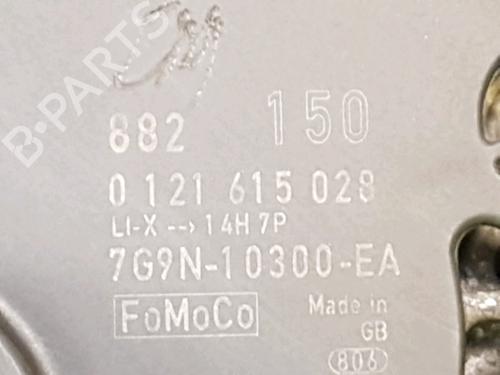 B-PARTS
882 150
0 121 615 028
LI-X --> 14H 7P
7G9N-10300-EA
FoMoCo Made in
GB
806